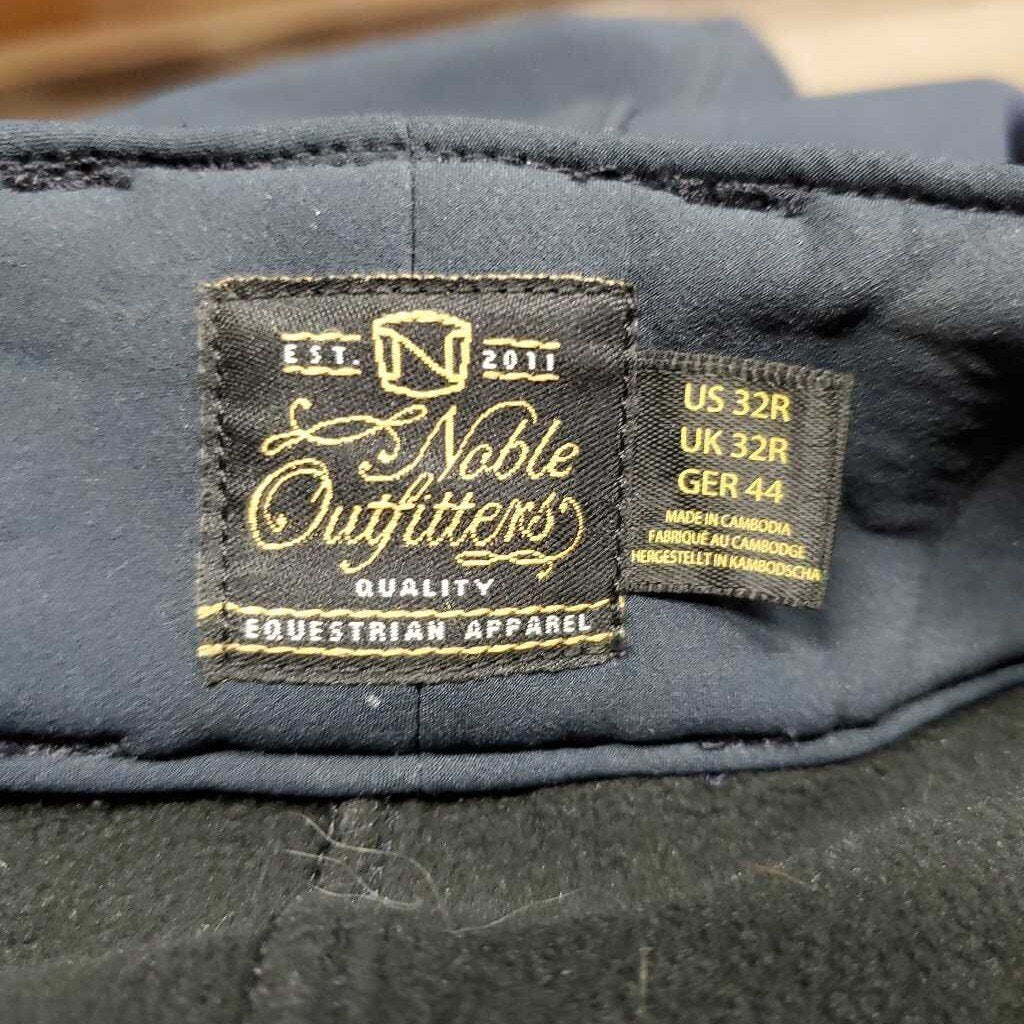 EST. N 2011
Noble
Outfitters
QUALITY
EQUESTRIAN APPAREL
US 32R
UK 32R
GER 44
MADE IN CAMBODIA
FABRIQUÉ AU CAMBODGE
HERGESTELLT IN KAMBODSCHA